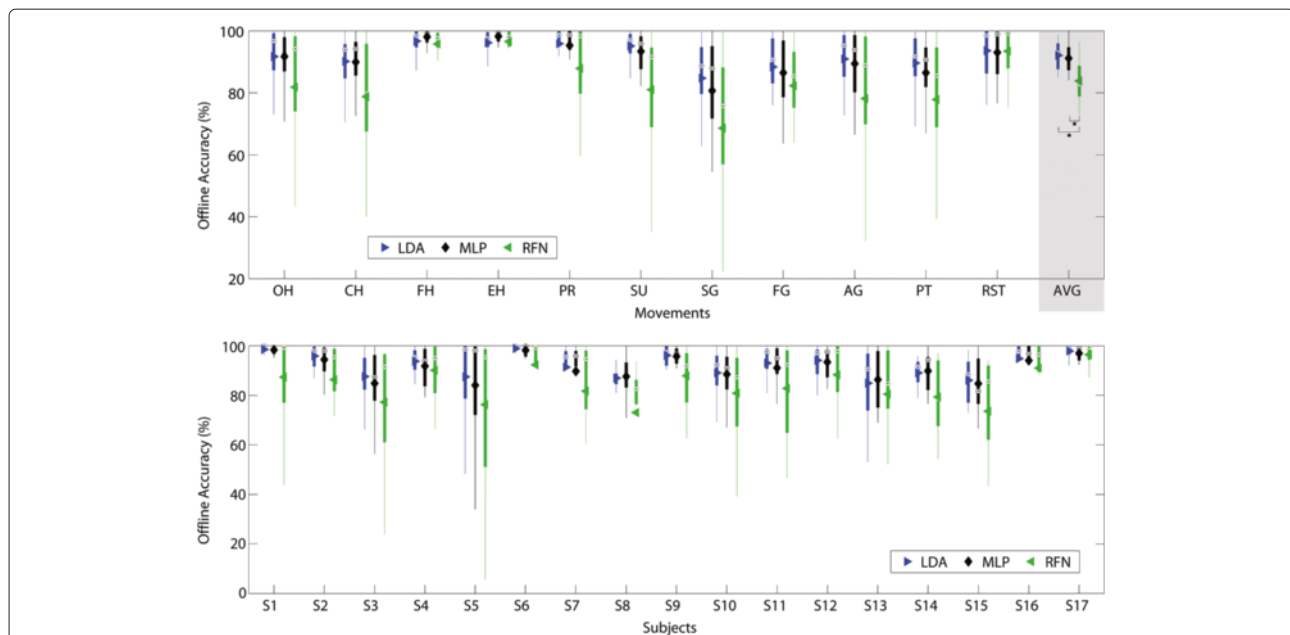 100
80
60
40
20
Offline Accuracy (%)
LDA MLP RFN
OH CH FH EH PR SU SG FG AG PT RST AVG
Movements
100
80
60
40
20
0
Offline Accuracy (%)
LDA MLP RFN
S1 S2 S3 S4 S5 S6 S7 S8 S9 S10 S11 S12 S13 S14 S15 S16 S17
Subjects